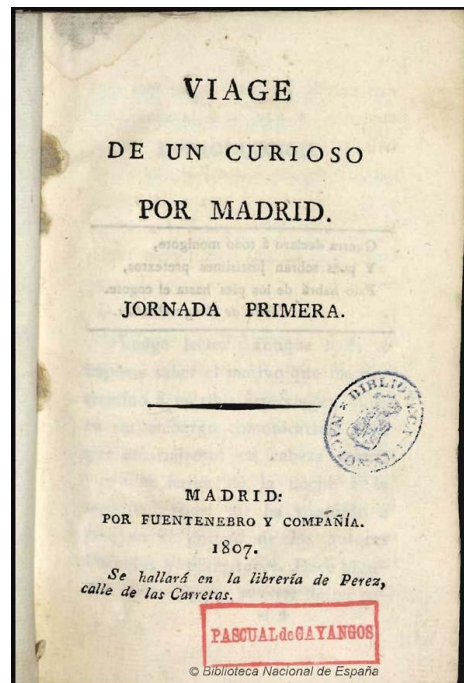 VIAGE
DE UN CURIOSO
POR MADRID.
JORNADA PRIMERA.
BIBLIOTECA
MADRID:
POR FUENTENEBRO Y COMPAÑÍA.
1807.
Se hallará en la librería de Perez,
calle de las Carretas.
PASCUAL de GAYANGOS
© Biblioteca Nacional de España